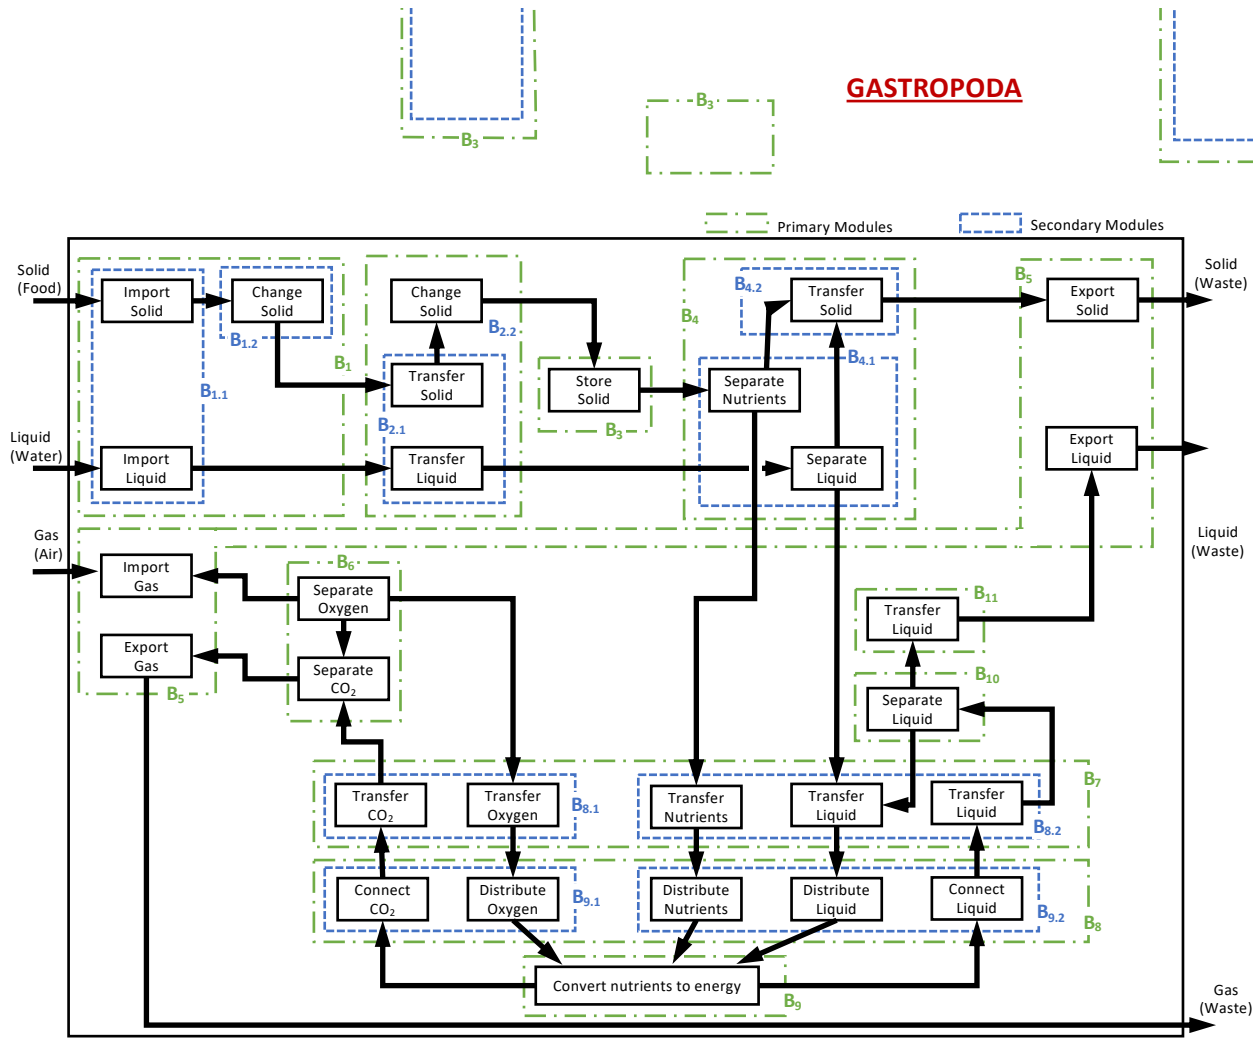 GASTROPODA
B3
B3
Primary Modules
Secondary Modules
Solid
(Food)
Import
Solid
Change
Solid
B1.2
B1
B1.1
Change
Solid
B2.2
Transfer
Solid
B2.1
Store
Solid
B3
B4
B4.2
Transfer
Solid
B4.1
Separate
Nutrients
B5
Export
Solid
Solid
(Waste)
Liquid
(Water)
Import
Liquid
Transfer
Liquid
Separate
Liquid
Export
Liquid
Liquid
(Waste)
Gas
(Air)
Import
Gas
B6
Separate
Oxygen
Export
Gas
B5
Separate
CO2
B11
Transfer
Liquid
B10
Separate
Liquid
B7
Transfer
CO2
Transfer
Oxygen
B8.1
Transfer
Nutrients
Transfer
Liquid
Transfer
Liquid
B8.2
Connect
CO2
Distribute
Oxygen
B9.1
Distribute
Nutrients
Distribute
Liquid
Connect
Liquid
B9.2
B8
Convert nutrients to energy
B9
Gas
(Waste)